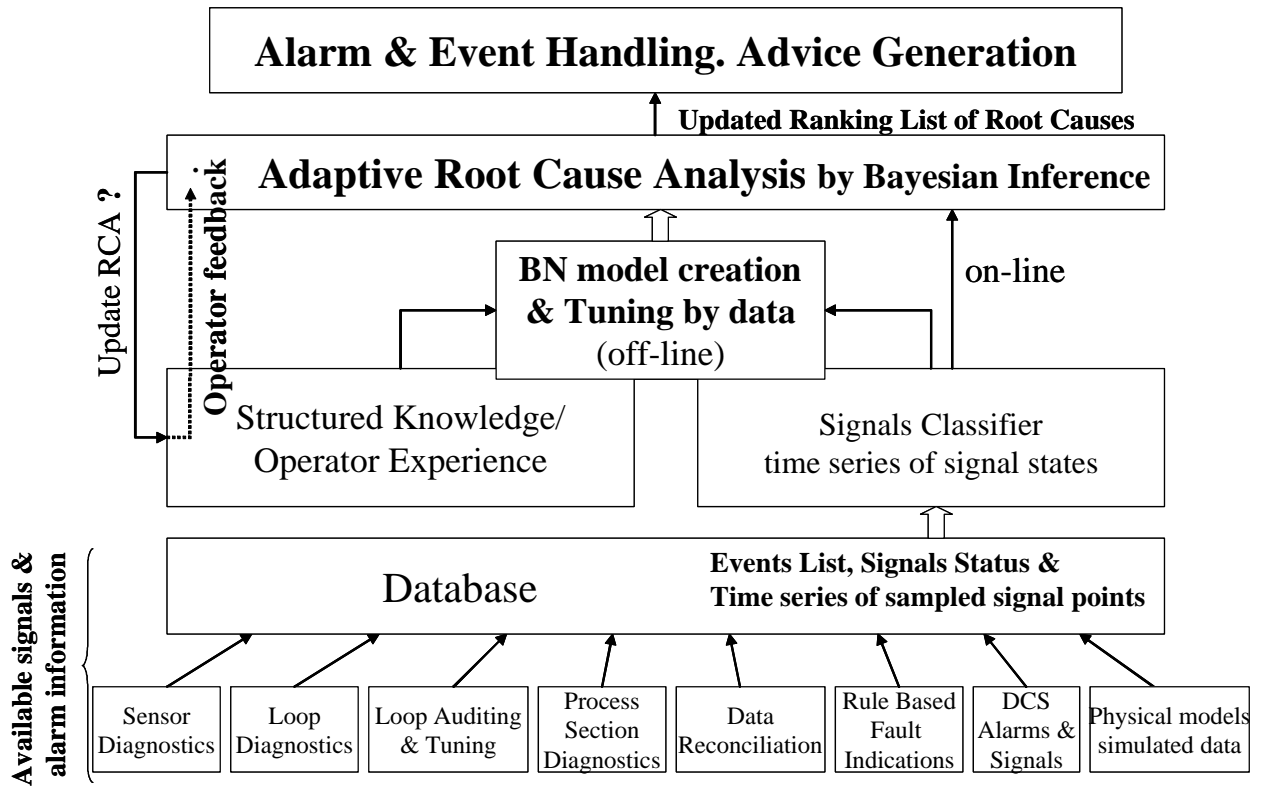 Alarm & Event Handling. Advice Generation
Updated Ranking List of Root Causes
Adaptive Root Cause Analysis by Bayesian Inference
Update RCA ?
Operator feedback
BN model creation
& Tuning by data
(off-line)
on-line
Structured Knowledge/
Operator Experience
Signals Classifier
time series of signal states
Available signals &
alarm information
Database
Events List, Signals Status &
Time series of sampled signal points
Sensor
Diagnostics
Loop
Diagnostics
Loop Auditing
& Tuning
Process
Section
Diagnostics
Data
Reconciliation
Rule Based
Fault
Indications
DCS
Alarms &
Signals
Physical models
simulated data